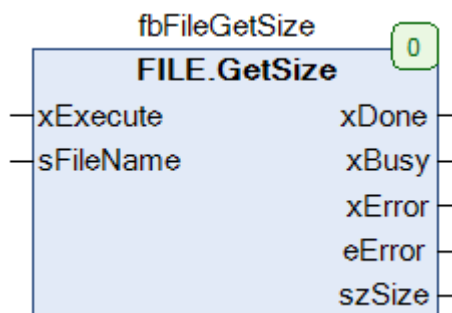 fbFileGetSize
0
FILE.GetSize
xExecute xDone
sFileName xBusy
xError
eError
szSize